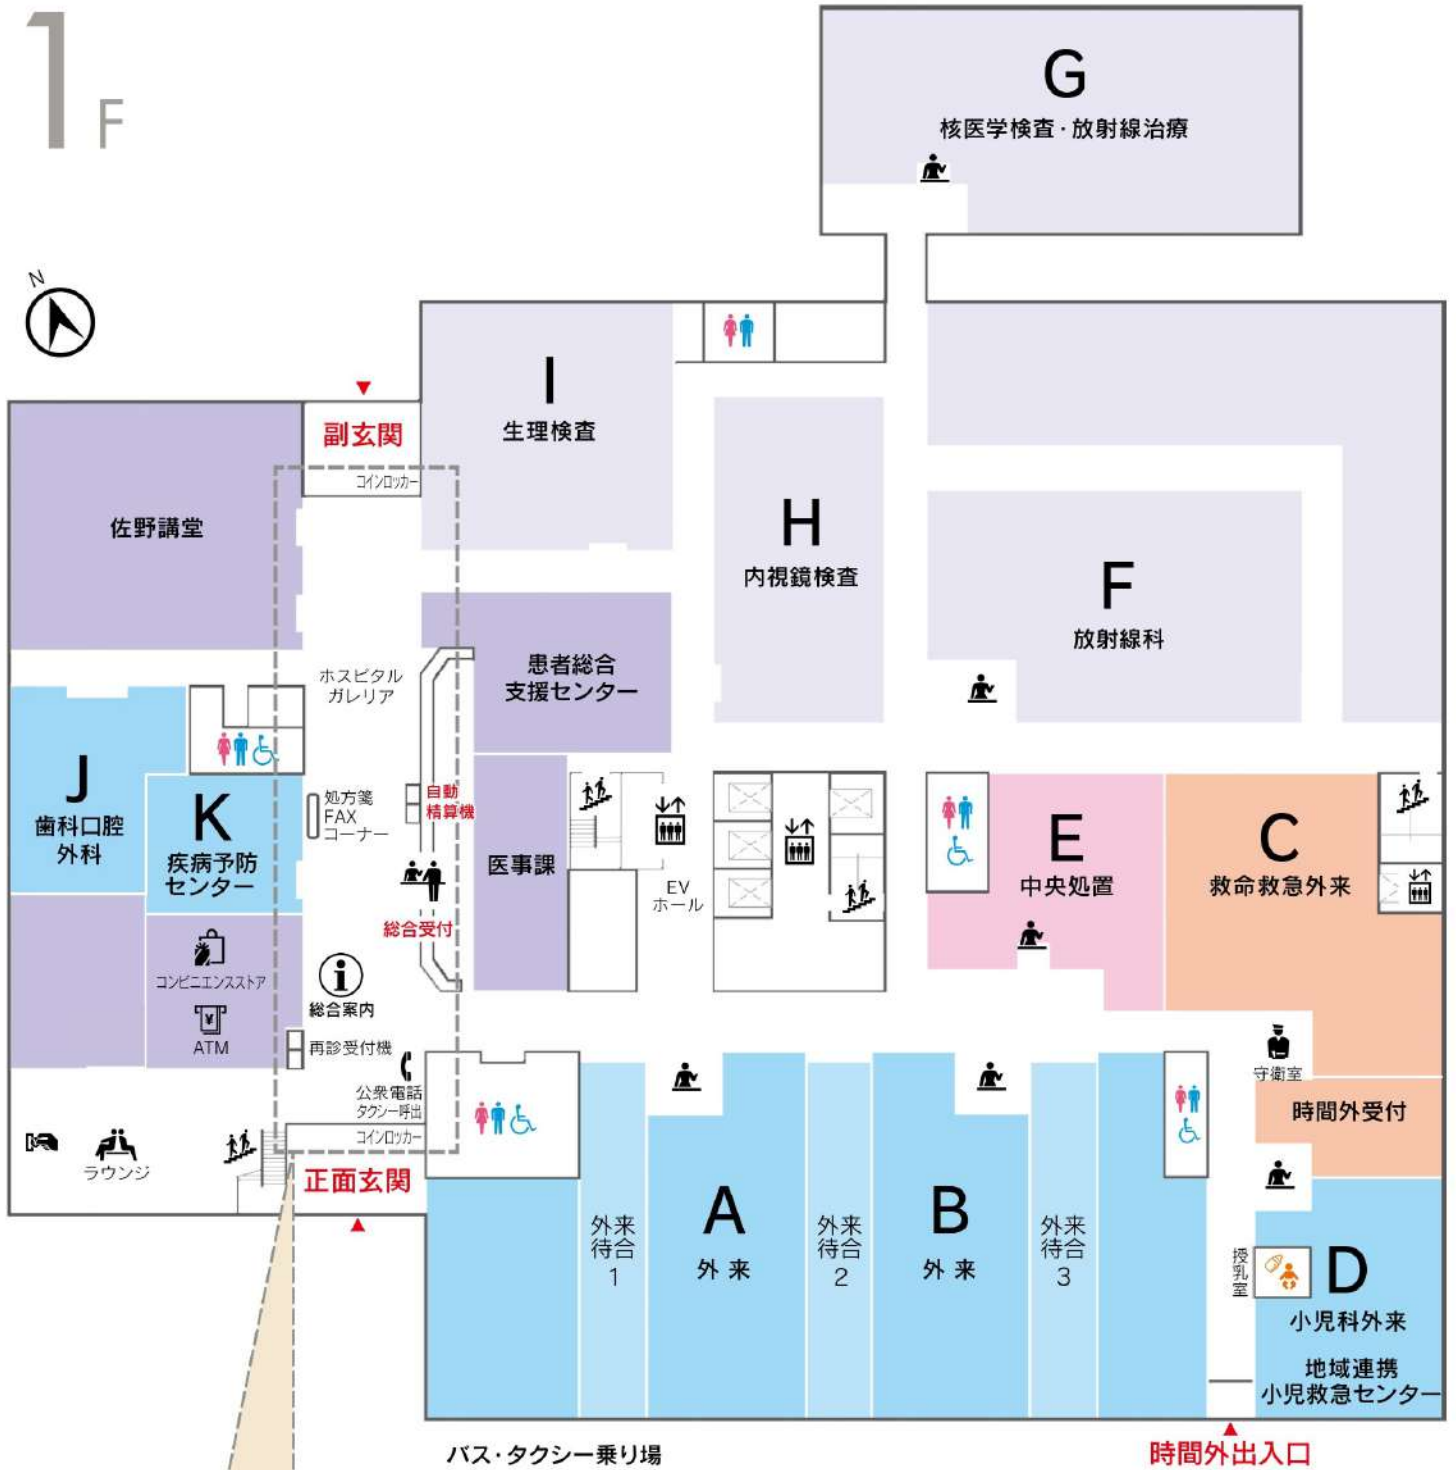 1F
G
核医学検査・放射線治療
N
副玄関
コインロッカー
I
生理検査
佐野講堂
H
内視鏡検査
F
放射線科
ホスピタル
ガレリア
患者総合
支援センター
J
歯科口腔
外科
K
疾病予防
センター
処方箋
FAX
コーナー
自動
精算機
医事課
EV
ホール
E
中央処置
C
救命救急外来
総合受付
コンビニエンスストア
¥
ATM
i
総合案内
再診受付機
公衆電話
タクシー呼出
コインロッカー
正面玄関
ラウンジ
守衛室
時間外受付
外来
待合
1
A
外来
外来
待合
2
B
外来
外来
待合
3
授乳室
D
小児科外来
地域連携
小児救急センター
バス・タクシー乗り場
時間外出入口